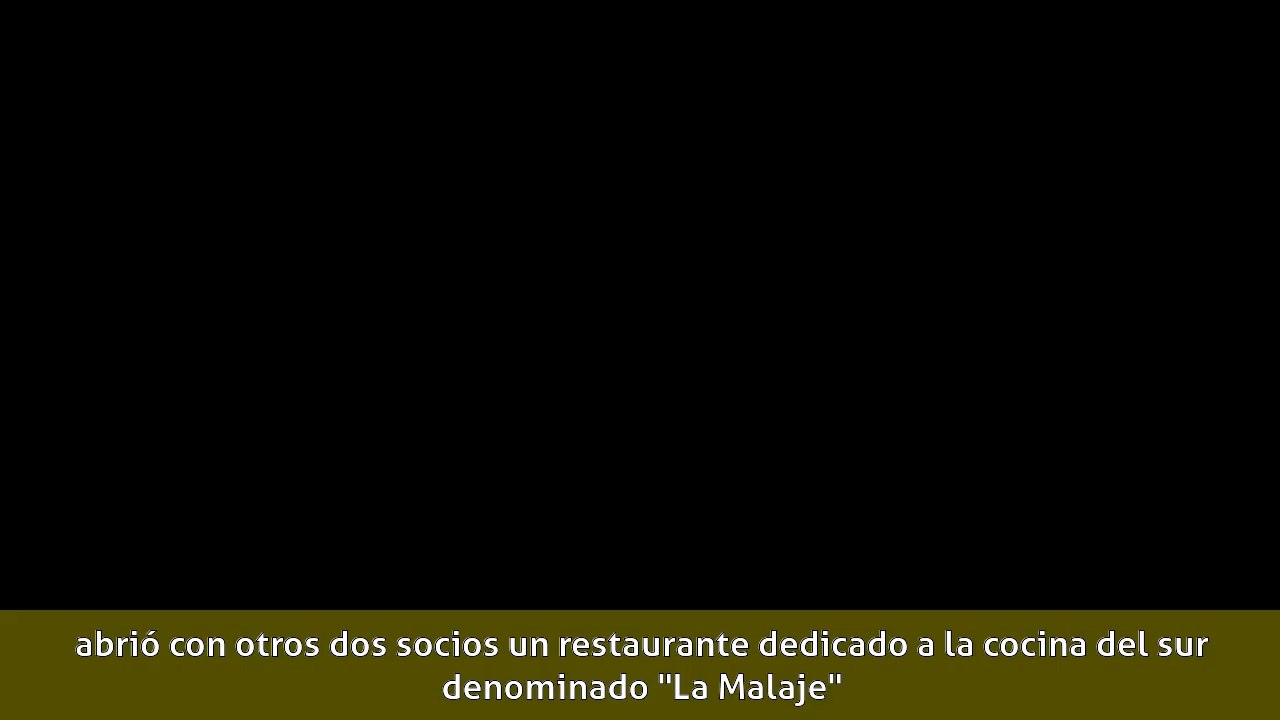 abrió con otros dos socios un restaurante dedicado a la cocina del sur
denominado "La Malaje"